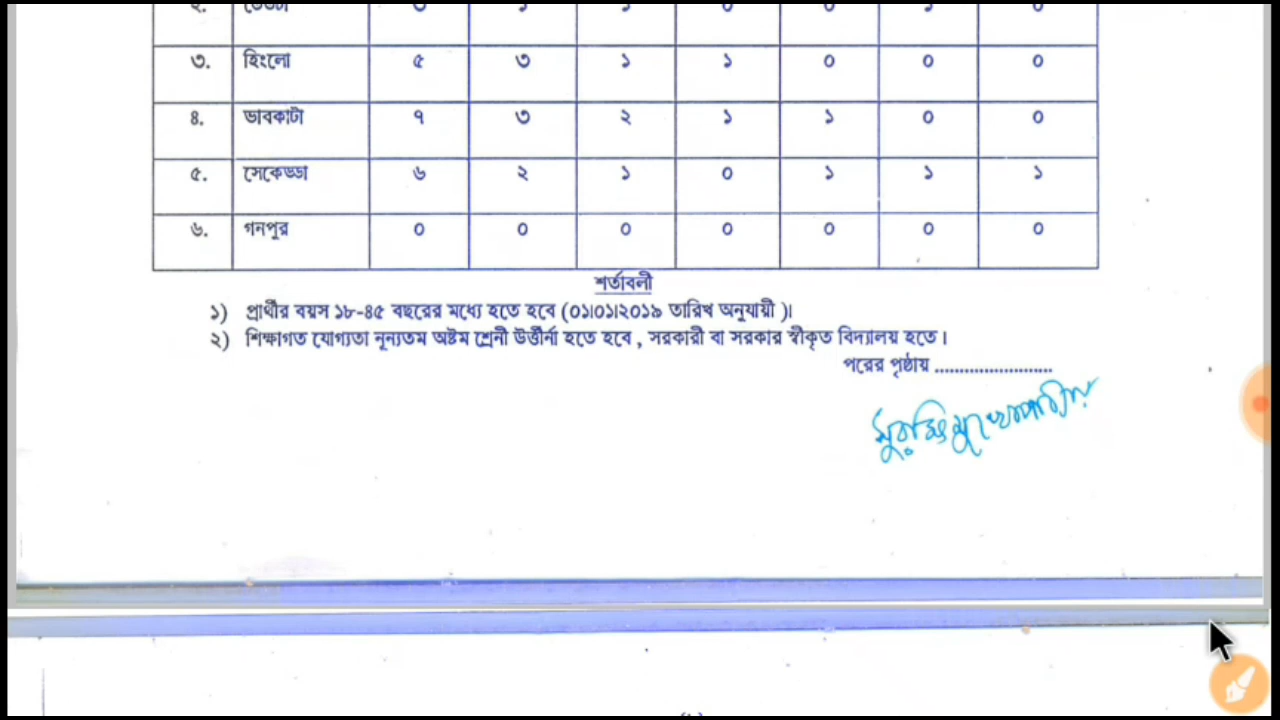 ৩. হিংলো ৫ ৩ ১ ১ ০ ০ ০
৪. ভাবকাটা ৭ ৩ ২ ১ ১ ০ ০
৫. সেকেড্ডা ৬ ২ ১ ০ ১ ১ ১
৬. গনপুর ০ ০ ০ ০ ০ ০ ০
শর্তাবলী
১) প্রার্থীর বয়স ১৮-৪৫ বছরের মধ্যে হতে হবে (০১।০১।২০১৯ তারিখ অনুযায়ী )।
২) শিক্ষাগত যোগ্যতা নূন্যতম অষ্টম শ্রেনী উর্ত্তীর্না হতে হবে , সরকারী বা সরকার স্বীকৃত বিদ্যালয় হতে।
পরের পৃষ্ঠায় ........................